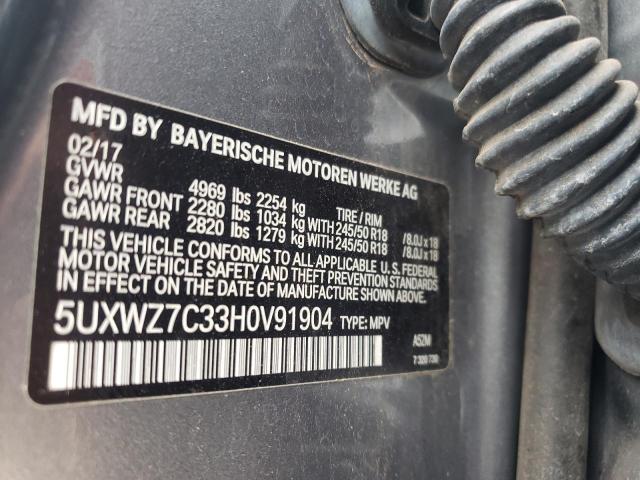 MFD BY BAYERISCHE MOTOREN WERKE AG
02/17
GVWR 4969 lbs 2254 kg TIRE / RIM
GAWR FRONT 2280 lbs 1034 kg WITH 245/50 R18 /8.0J x 18
GAWR REAR 2820 lbs 1279 kg WITH 245/50 R18 /8.0J x 18
THIS VEHICLE CONFORMS TO ALL APPLICABLE U.S. FEDERAL
MOTOR VEHICLE SAFETY AND THEFT PREVENTION STANDARDS
IN EFFECT ON THE DATE OF MANUFACTURE SHOWN ABOVE.
5UXWZ7C33H0V91904 TYPE: MPV
A52MI